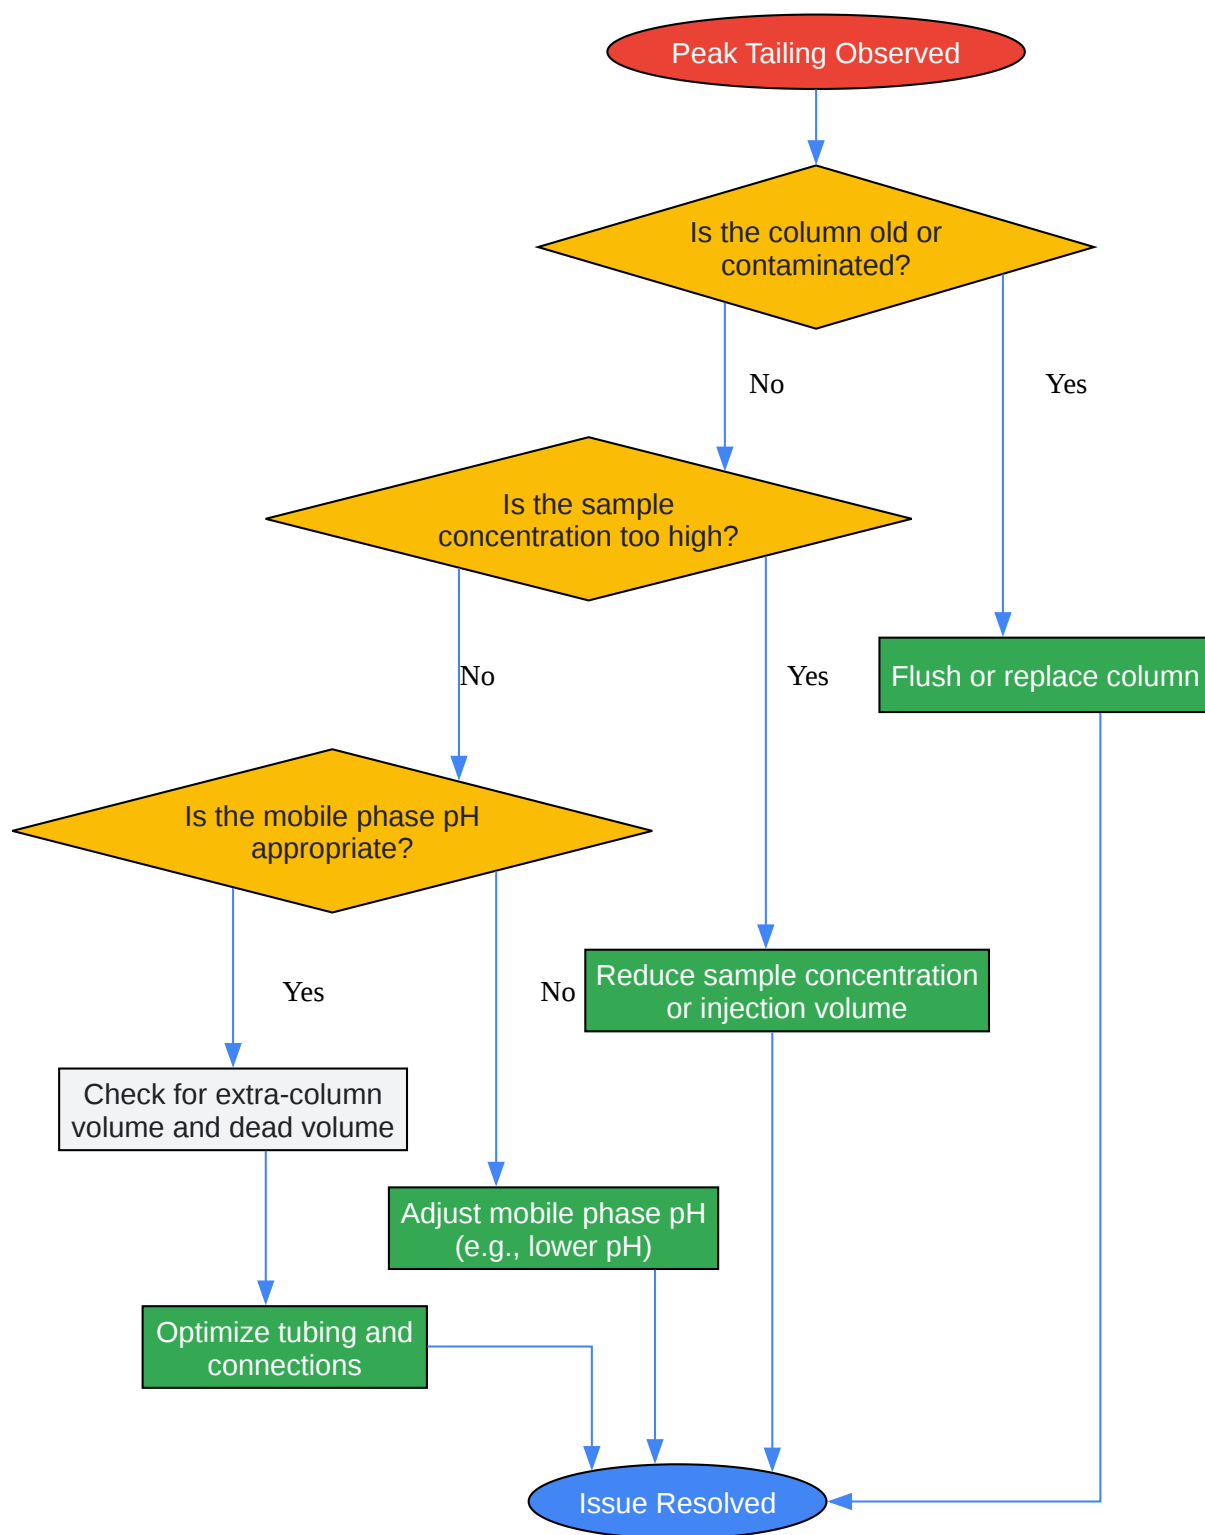 Peak Tailing Observed
Is the column old or
contaminated?
No
Yes
Is the sample
concentration too high?
No
Yes
Flush or replace column
Is the mobile phase pH
appropriate?
Yes
No
Reduce sample concentration
or injection volume
Check for extra-column
volume and dead volume
Adjust mobile phase pH
(e.g., lower pH)
Optimize tubing and
connections
Issue Resolved